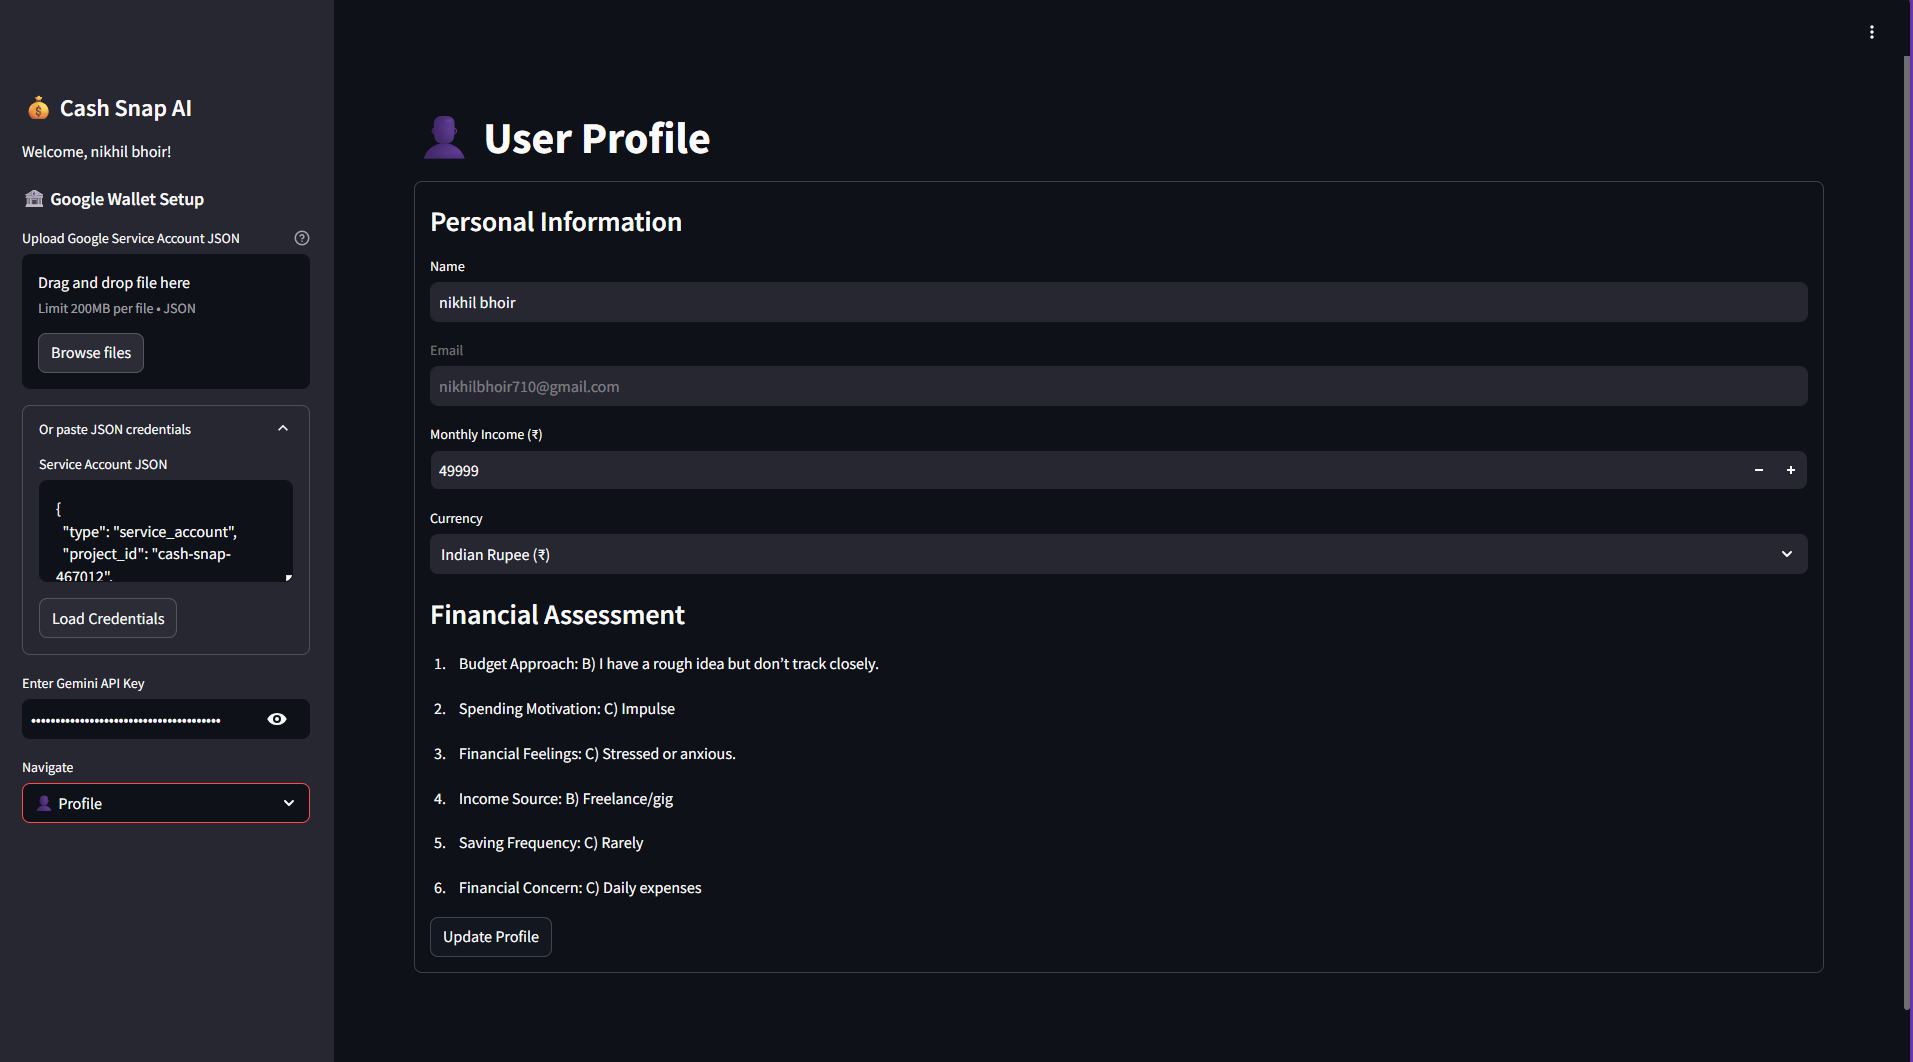 Cash Snap AI
Welcome, nikhil bhoir!
Google Wallet Setup
Upload Google Service Account JSON
Drag and drop file here
Limit 200MB per file • JSON
Browse files
Or paste JSON credentials
Service Account JSON
{
"type": "service_account",
"project_id": "cash-snap-
467012",
Load Credentials
Enter Gemini API Key
Navigate
Profile
User Profile
Personal Information
Name
nikhil bhoir
Email
nikhilbhoir710@gmail.com
Monthly Income (₹)
49999
Currency
Indian Rupee (₹)
Financial Assessment
1. Budget Approach: B) I have a rough idea but don’t track closely.
2. Spending Motivation: C) Impulse
3. Financial Feelings: C) Stressed or anxious.
4. Income Source: B) Freelance/gig
5. Saving Frequency: C) Rarely
6. Financial Concern: C) Daily expenses
Update Profile